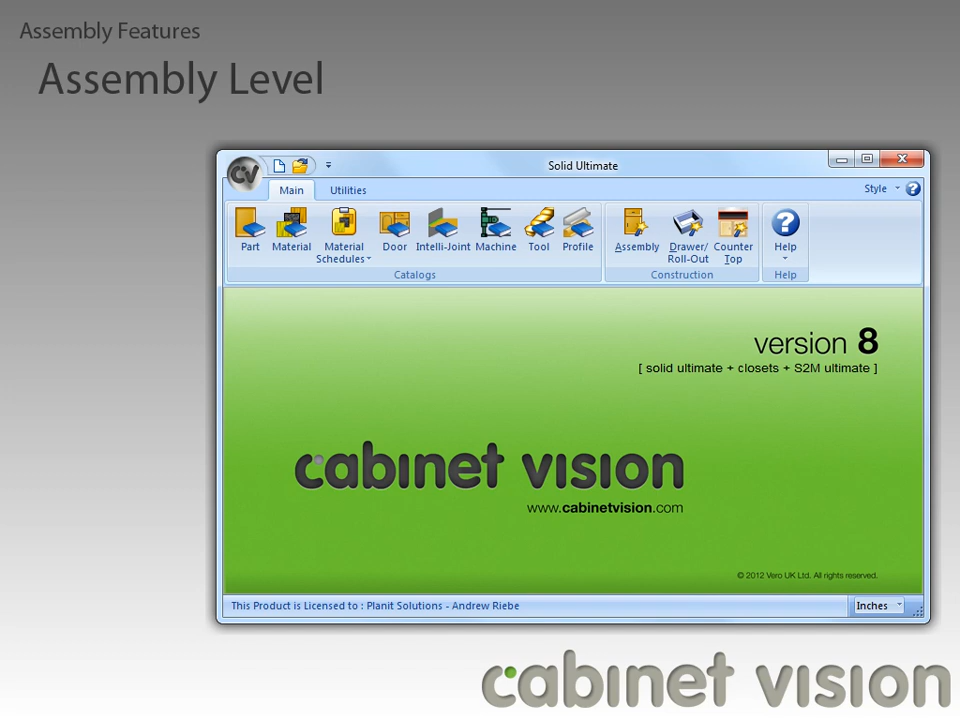 Assembly Features
Assembly Level
CV
Solid Ultimate
Main Utilities Style
Part Material Material Schedules Door Intelli-Joint Machine Tool Profile Assembly Drawer/ Roll-Out Counter Top Help
Catalogs Construction Help
version 8
[ solid ultimate + closets + S2M ultimate ]
cabinet vision
www.cabinetvision.com
© 2012 Vero UK Ltd. All rights reserved.
This Product is Licensed to : Planit Solutions - Andrew Riebe Inches
cabinet vision